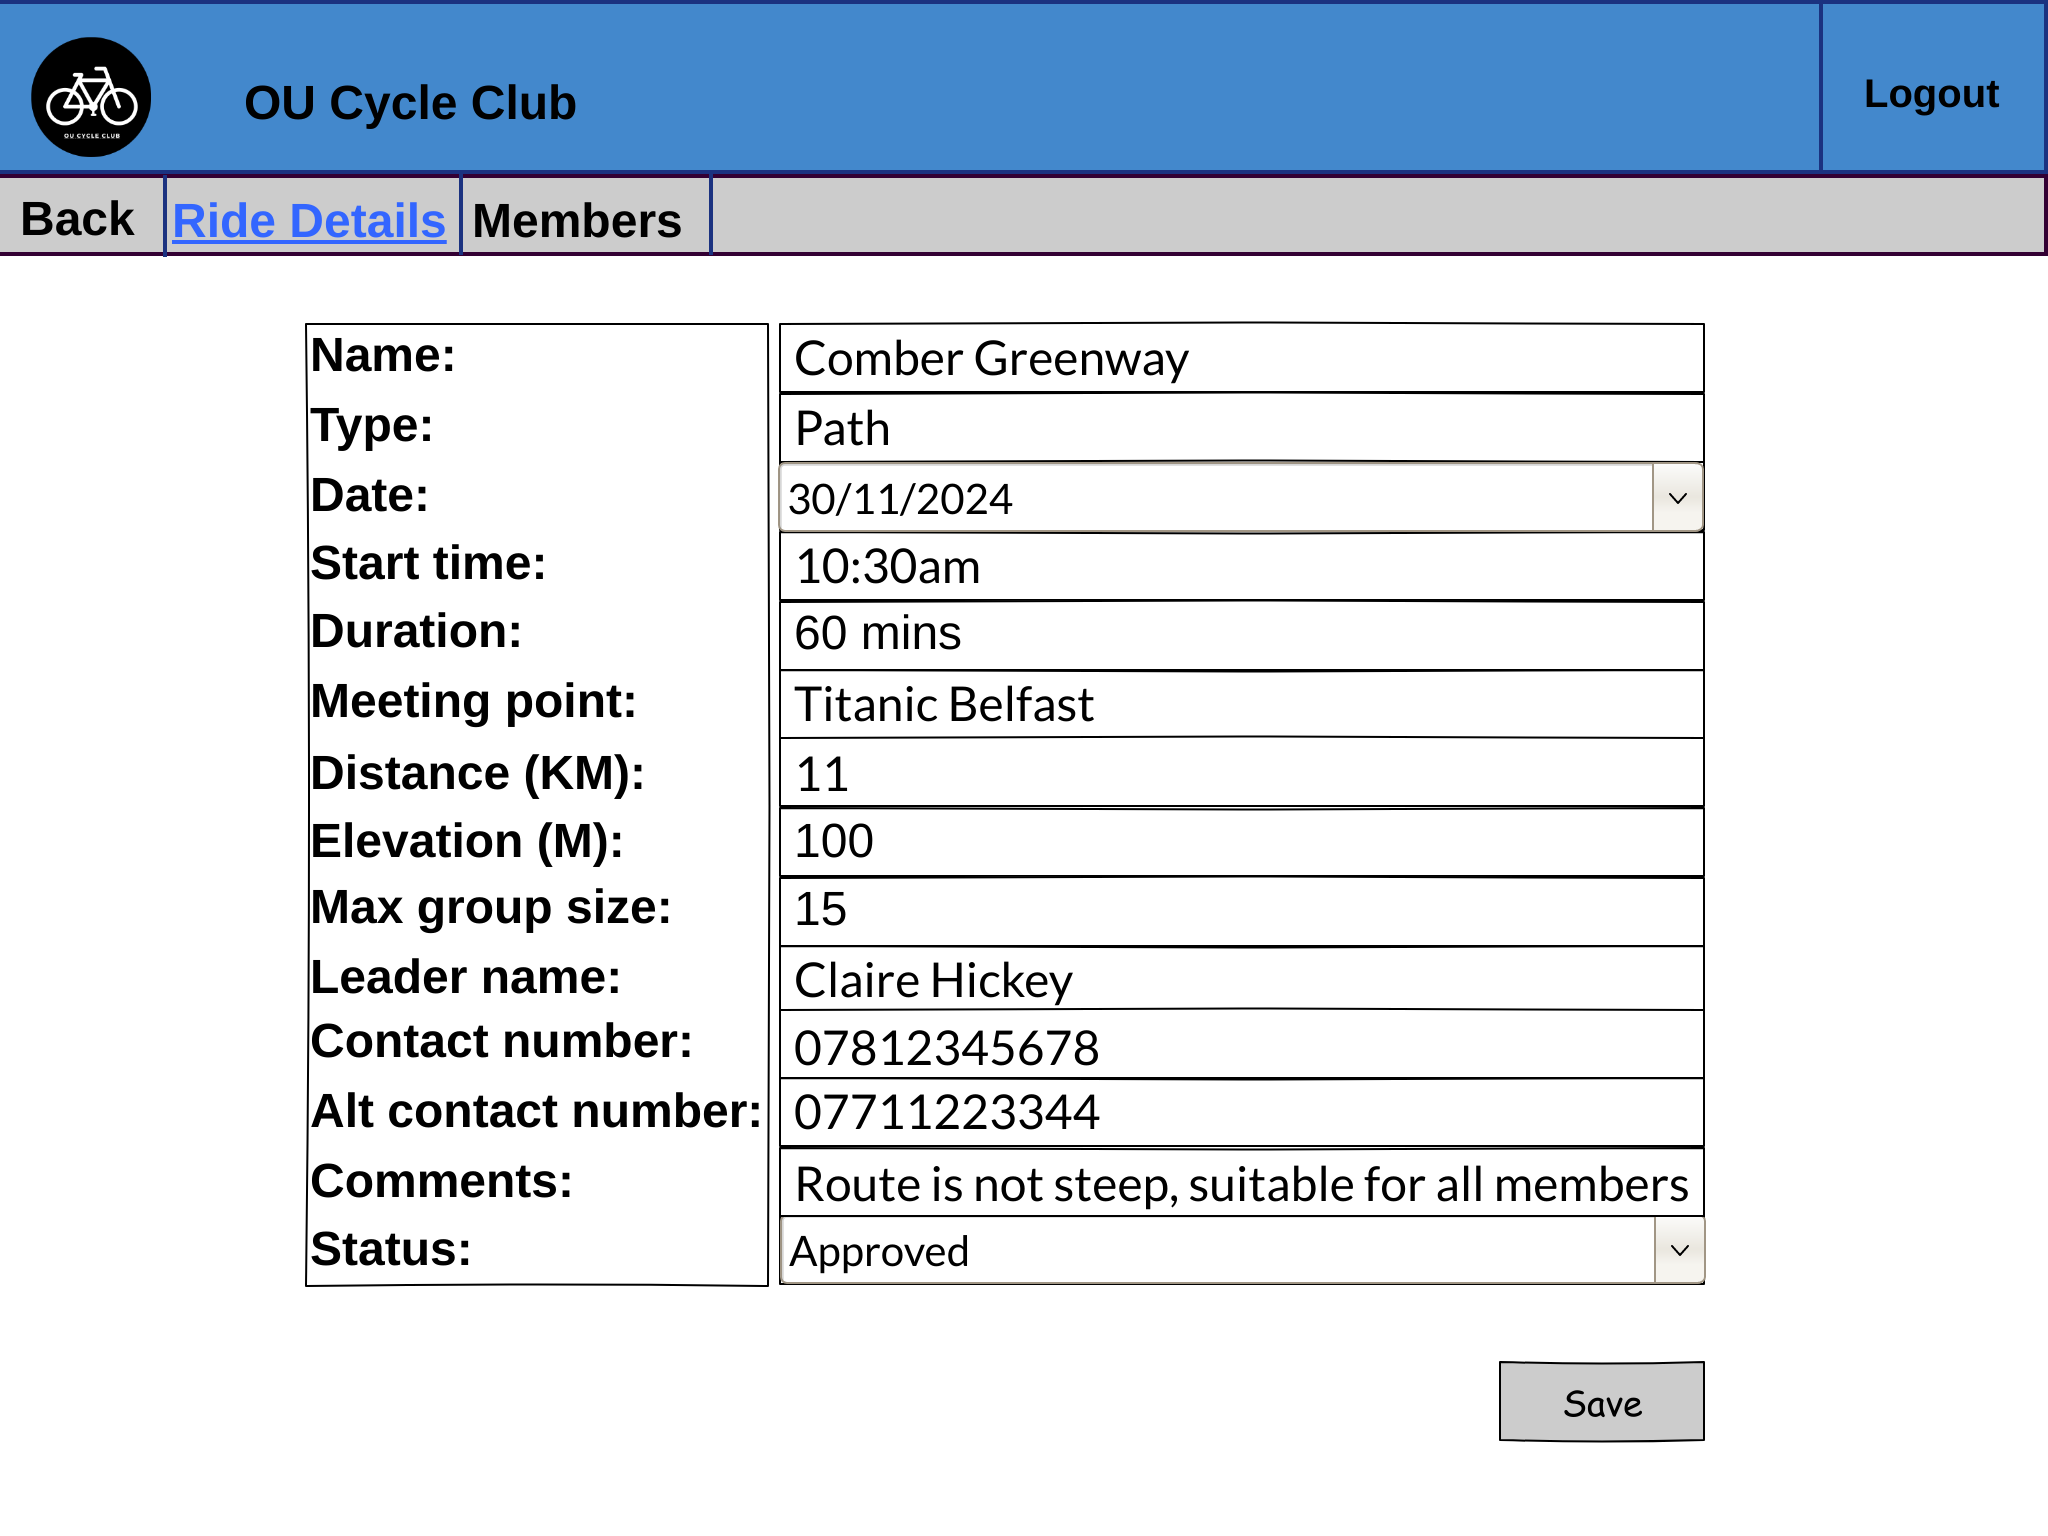 OU CYCLE CLUB
OU Cycle Club
Logout
Back Ride Details Members
Name: Comber Greenway
Type: Path
Date: 30/11/2024
Start time: 10:30am
Duration: 60 mins
Meeting point: Titanic Belfast
Distance (KM): 11
Elevation (M): 100
Max group size: 15
Leader name: Claire Hickey
Contact number: 07812345678
Alt contact number: 07711223344
Comments: Route is not steep, suitable for all members
Status: Approved
Save